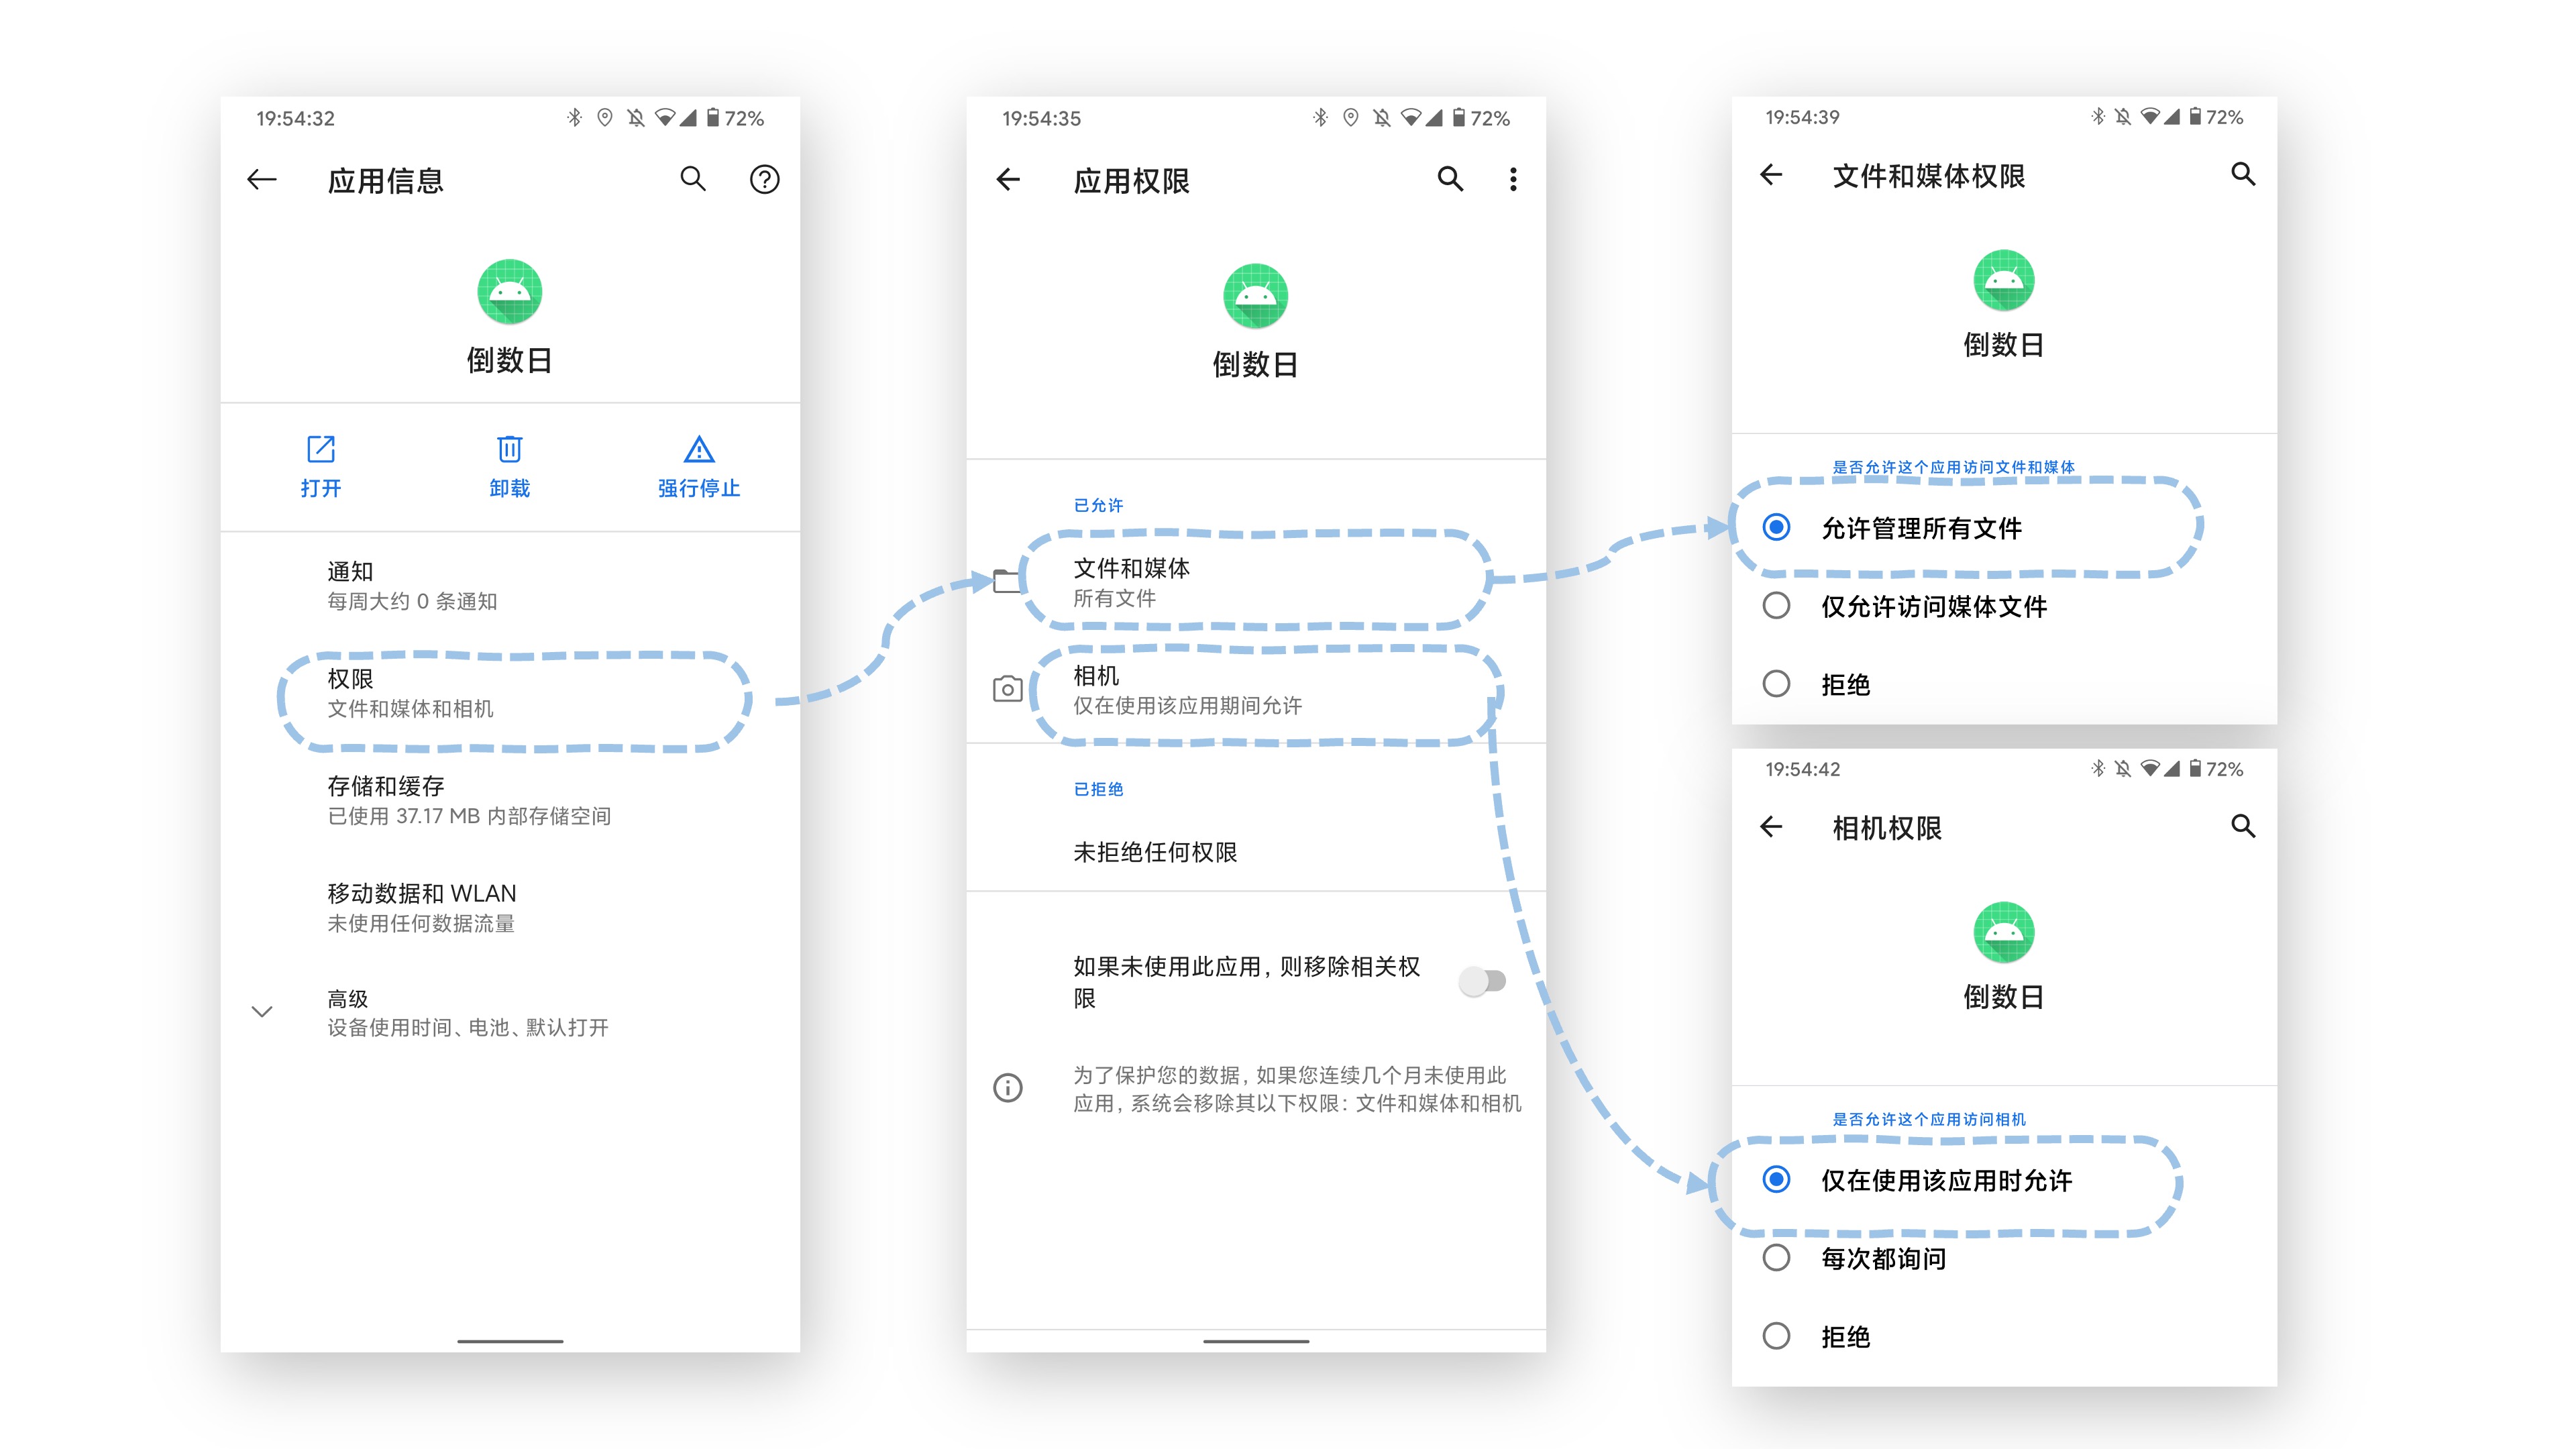 19:54:32
72%
应用信息
倒数日
打开
卸载
强行停止
通知
每周大约 0 条通知
权限
文件和媒体和相机
存储和缓存
已使用 37.17 MB 内部存储空间
移动数据和 WLAN
未使用任何数据流量
高级
设备使用时间、电池、默认打开
19:54:35
72%
应用权限
倒数日
已允许
文件和媒体
所有文件
相机
仅在使用该应用期间允许
已拒绝
未拒绝任何权限
如果未使用此应用，则移除相关权
限
为了保护您的数据，如果您连续几个月未使用此
应用，系统会移除其以下权限：文件和媒体和相机
19:54:39
72%
文件和媒体权限
倒数日
是否允许这个应用访问文件和媒体
允许管理所有文件
仅允许访问媒体文件
拒绝
19:54:42
72%
相机权限
倒数日
是否允许这个应用访问相机
仅在使用该应用时允许
每次都询问
拒绝